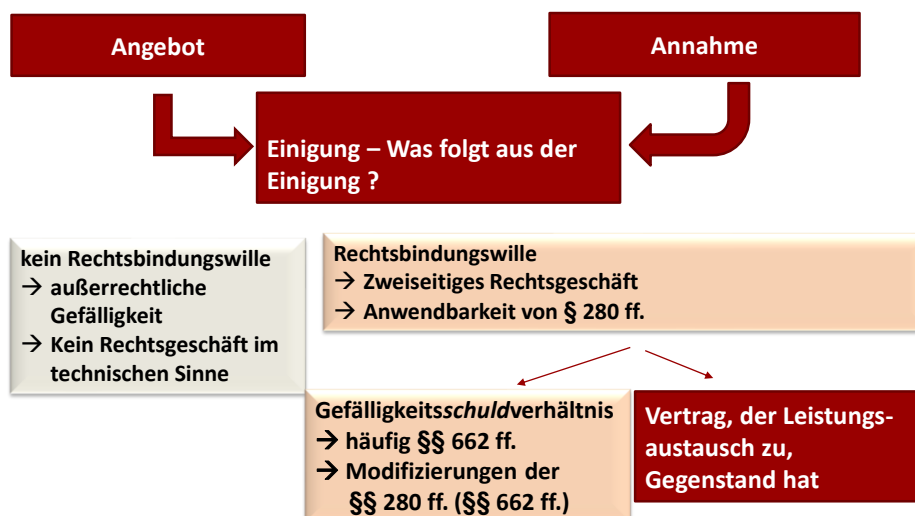 Angebot
Annahme
Einigung – Was folgt aus der
Einigung ?
kein Rechtsbindungswille
→ außerrechtliche
Gefälligkeit
→ Kein Rechtsgeschäft im
technischen Sinne
Rechtsbindungswille
→ Zweiseitiges Rechtsgeschäft
→ Anwendbarkeit von § 280 ff.
Gefälligkeitsschuldverhältnis
→ häufig §§ 662 ff.
→ Modifizierungen der
§§ 280 ff. (§§ 662 ff.)
Vertrag, der Leistungs-
austausch zu,
Gegenstand hat